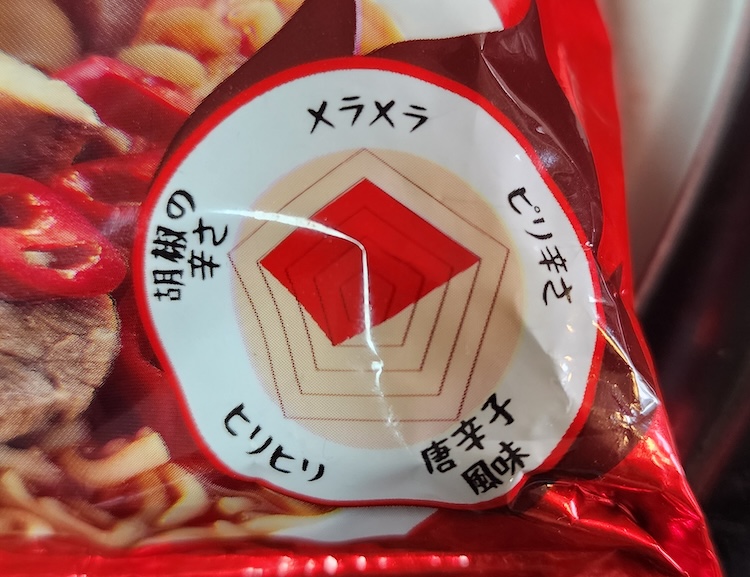 メラメラ
ピリ辛さ
唐辛子
風味
ヒリヒリ
胡椒の
辛さ